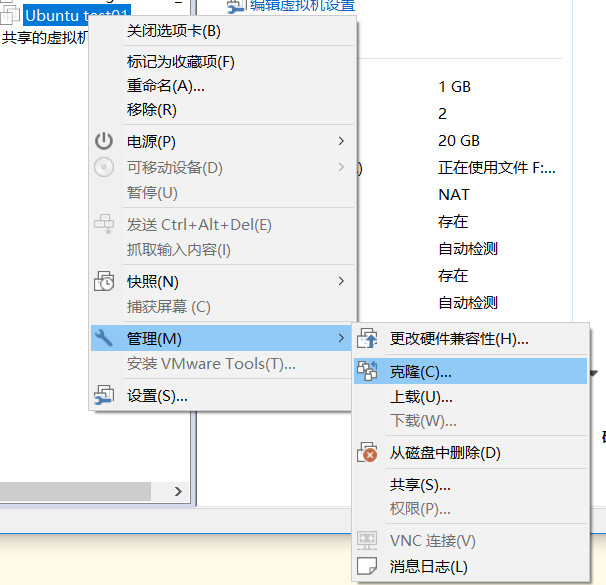 编辑虚拟机设置
Ubuntu test01
共享的虚拟机
关闭选项卡(B)
标记为收藏项(F)
重命名(A)...
移除(R)
电源(P)
可移动设备(D)
暂停(U)
发送 Ctrl+Alt+Del(E)
抓取输入内容(I)
快照(N)
捕获屏幕 (C)
管理(M)
安装 VMware Tools(T)...
设置(S)...
1 GB
2
20 GB
正在使用文件 F:...
NAT
存在
自动检测
存在
自动检测
更改硬件兼容性(H)...
克隆(C)...
上载(U)...
下载(W)...
从磁盘中删除(D)
共享(S)...
权限(P)...
VNC 连接(V)
消息日志(L)